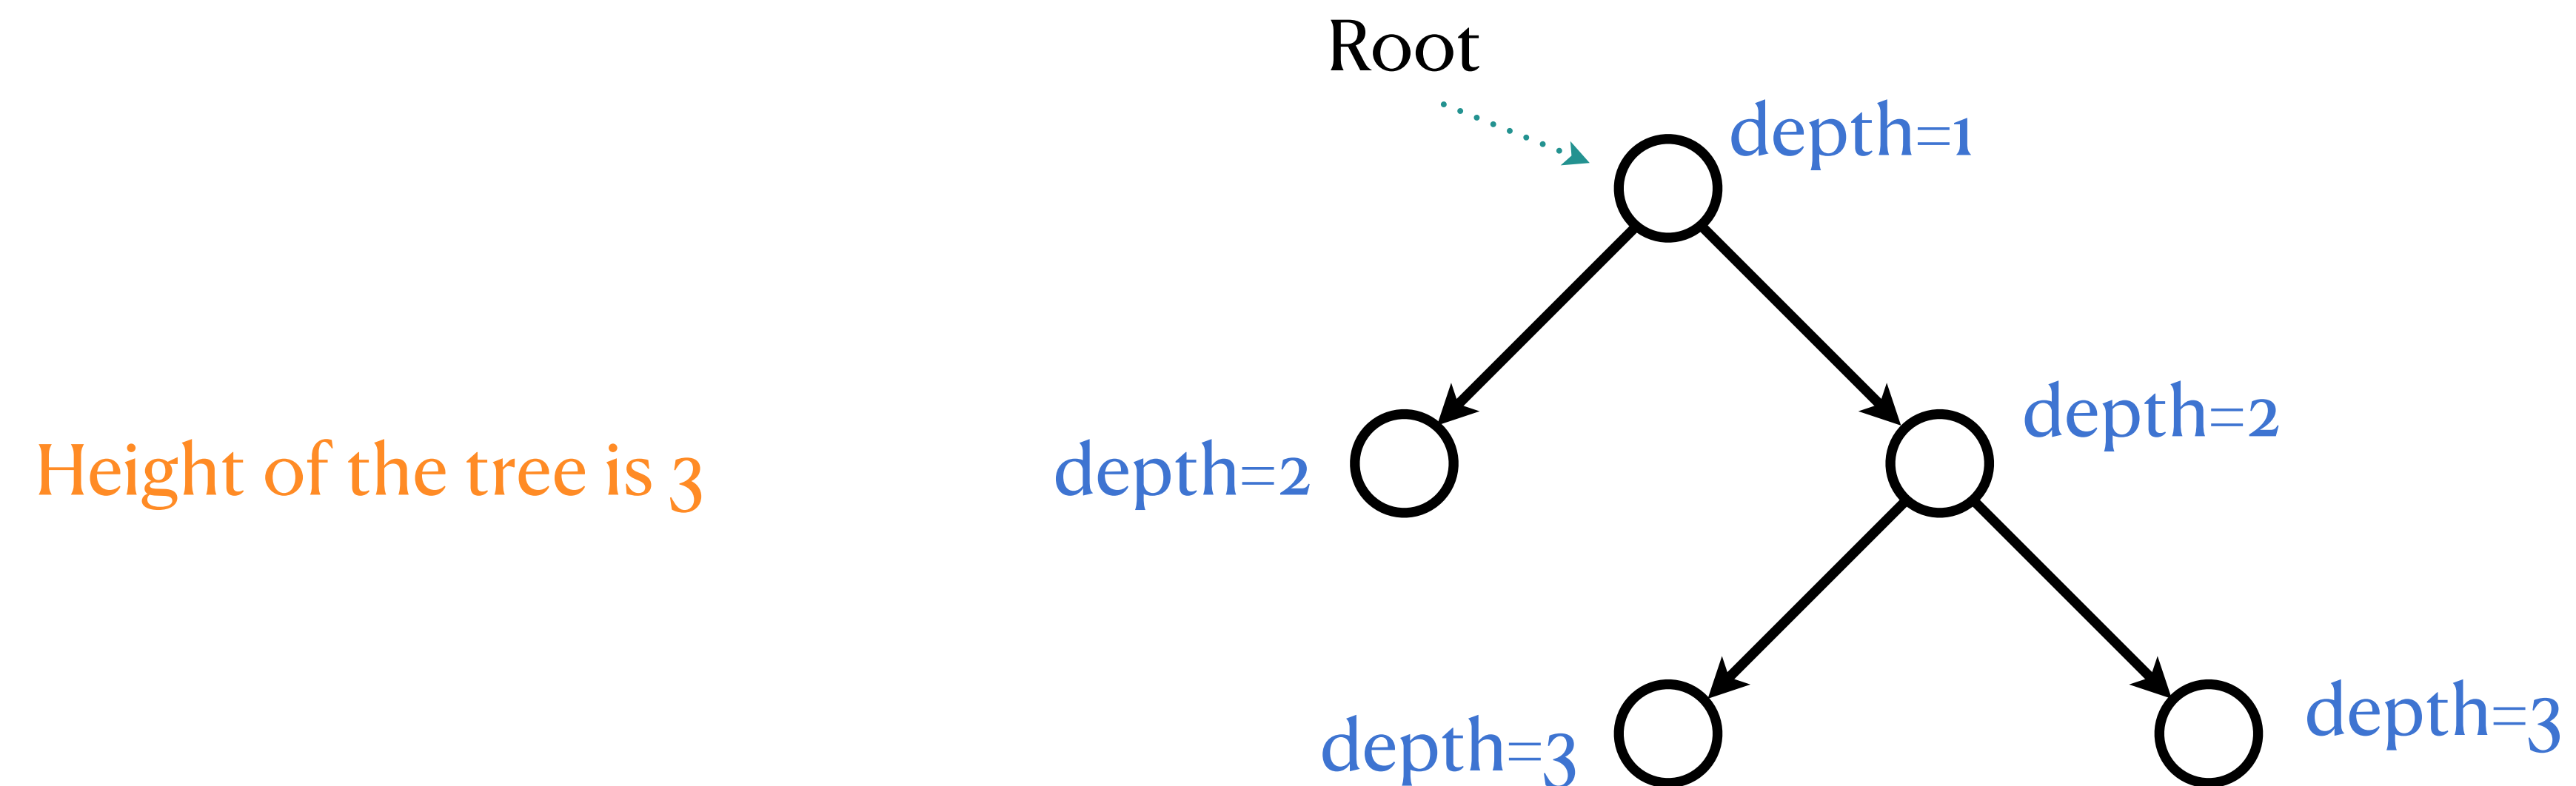 Root
depth=1
depth=2
Height of the tree is 3
depth=2
depth=3
depth=3